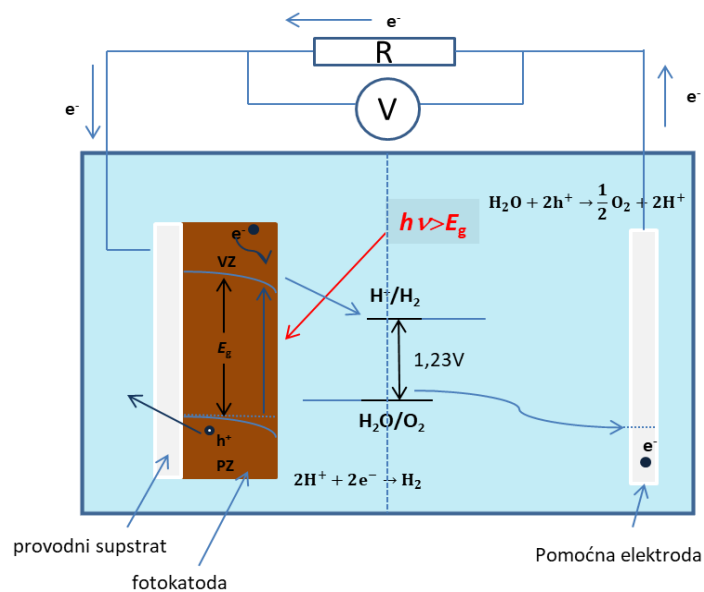 e⁻
R
e⁻
V
e⁻
H₂O + 2h⁺ → 1/2 O₂ + 2H⁺
hν>E_g
e⁻
VZ
H⁺/H₂
E_g
1,23V
H₂O/O₂
h⁺
e⁻
PZ
2H⁺ + 2e⁻ → H₂
provodni supstrat
Pomoćna elektroda
fotokatoda